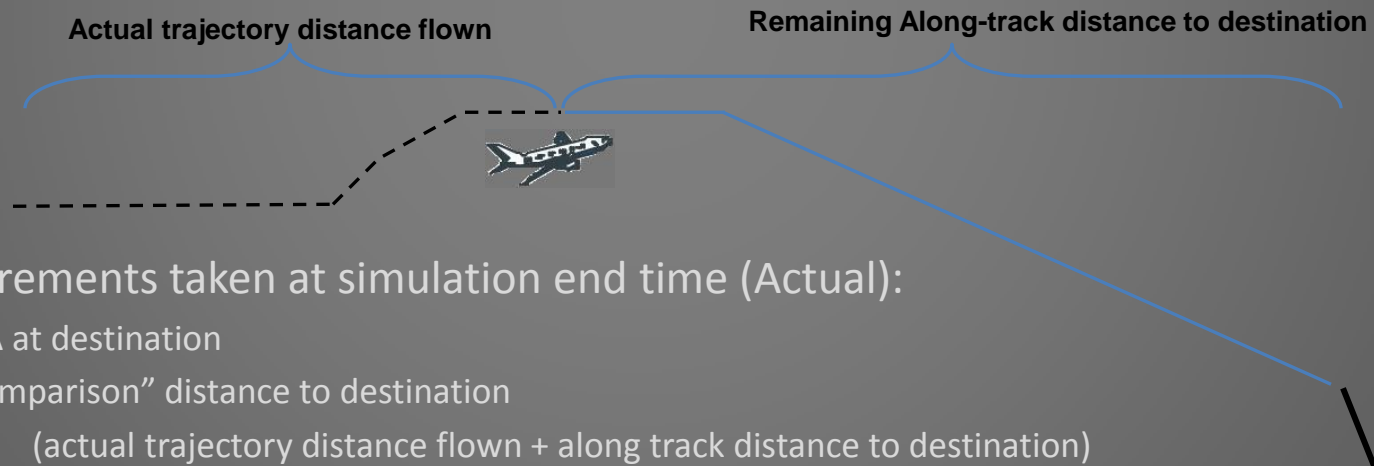 Actual trajectory distance flown
Remaining Along-track distance to destination
rements taken at simulation end time (Actual):
at destination
mparison” distance to destination
(actual trajectory distance flown + along track distance to destination)